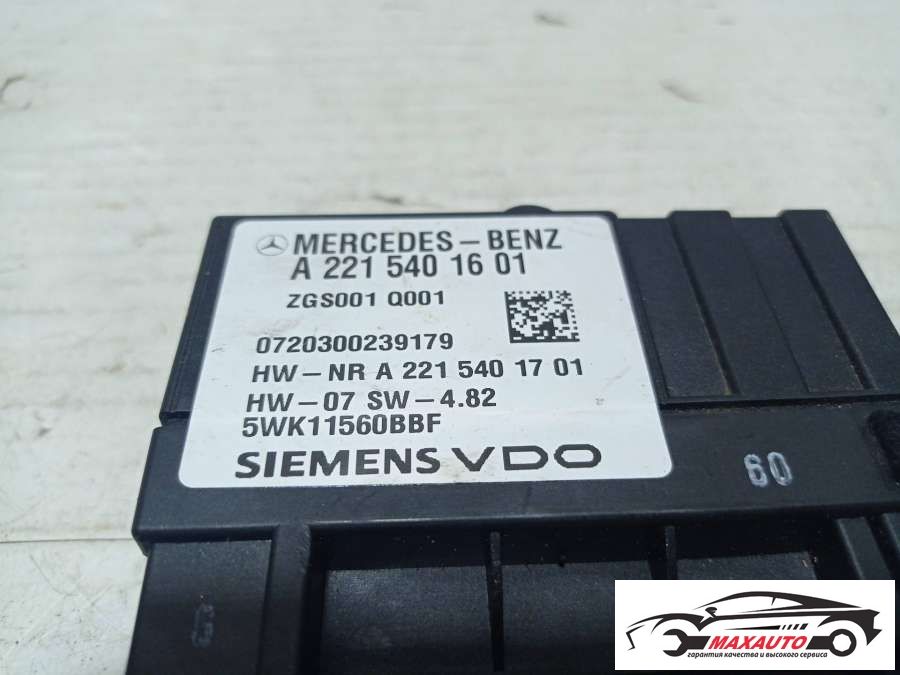 MERCEDES-BENZ
A 221 540 16 01
ZGS001 Q001
0720300239179
HW-NR A 221 540 17 01
HW-07 SW-4.82
5WK11560BBF
SIEMENS VDO
60
MAXAUTO
гарантия качества и высокого сервиса